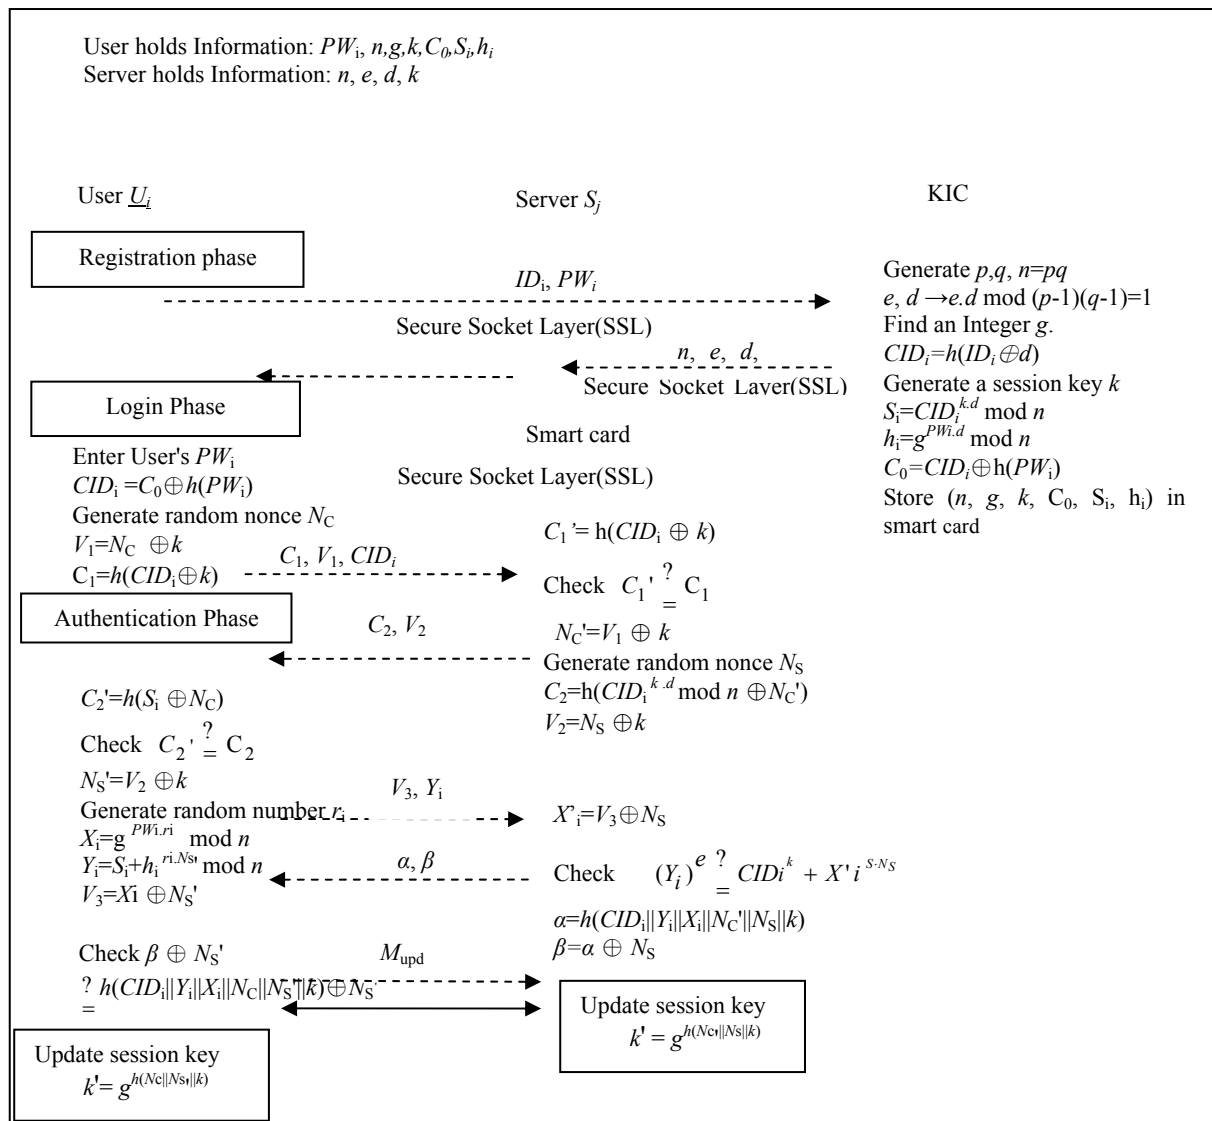 User holds Information: PWi, n,g,k,C0,Si,hi
Server holds Information: n, e, d, k
User Ui
Server Sj
KIC
Registration phase
IDi, PWi
Secure Socket Layer(SSL)
n, e, d,
Secure Socket Layer(SSL)
Generate p,q, n=pq
e, d →e.d mod (p-1)(q-1)=1
Find an Integer g.
CIDi=h(IDi⊕d)
Generate a session key k
Si=CIDi^k.d mod n
hi=g^PWi.d mod n
C0=CIDi⊕h(PWi)
Store (n, g, k, C0, Si, hi) in
smart card
Login Phase
Smart card
Secure Socket Layer(SSL)
Enter User's PWi
CIDi =C0⊕h(PWi)
Generate random nonce NC
V1=NC ⊕k
C1=h(CIDi⊕k)
C1, V1, CIDi
C1'= h(CIDi ⊕ k)
Check C1' ?= C1
NC'=V1 ⊕ k
Generate random nonce NS
C2=h(CIDi^k.d mod n ⊕NC')
V2=NS ⊕k
Authentication Phase
C2, V2
C2'=h(Si ⊕NC)
Check C2' ?= C2
NS'=V2 ⊕k
Generate random number ri
Xi=g^PWi.ri mod n
Yi=Si+hi^ri.Ns' mod n
V3=Xi ⊕NS'
V3, Yi
X'i=V3⊕NS
α, β
Check (Yi)^e ?= CIDi^k + X'i^S·NS
α=h(CIDi||Yi||Xi||NC'||NS||k)
β=α ⊕ NS
Check β ⊕ NS'
?= h(CIDi||Yi||Xi||NC||NS'||k)⊕NS
Mupd
Update session key
k' = g^h(Nc'||Ns||k)
Update session key
k'= g^h(Nc||Ns'||k)